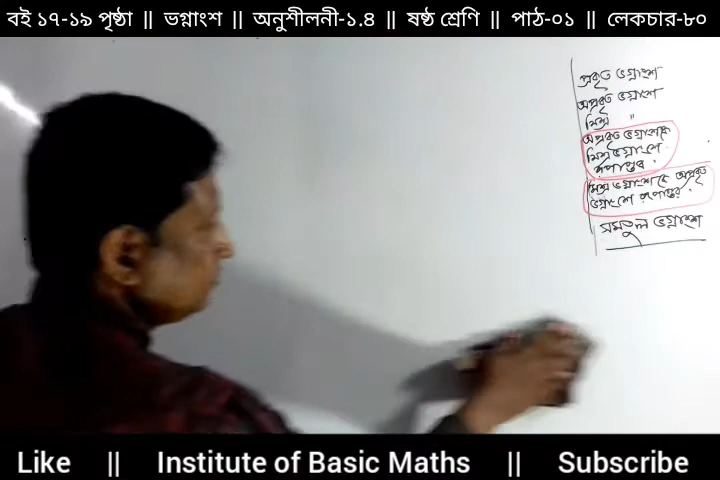 বই ১৭-১৯ পৃষ্ঠা || ভগ্নাংশ || অনুশীলনী-১.৪ || ষষ্ঠ শ্রেণি || পাঠ-০১ || লেকচার-৮০
প্রকৃত ভগ্নাংশ
অপ্রকৃত ভগ্নাংশ
মিশ্র "
অপ্রকৃত ভগ্নাংশকে
মিশ্র ভগ্নাংশে
রূপান্তর .
মিশ্র ভগ্নাংশকে অপ্রকৃত
ভগ্নাংশে রূপান্তর .
সমতুল ভগ্নাংশ
Like || Institute of Basic Maths || Subscribe